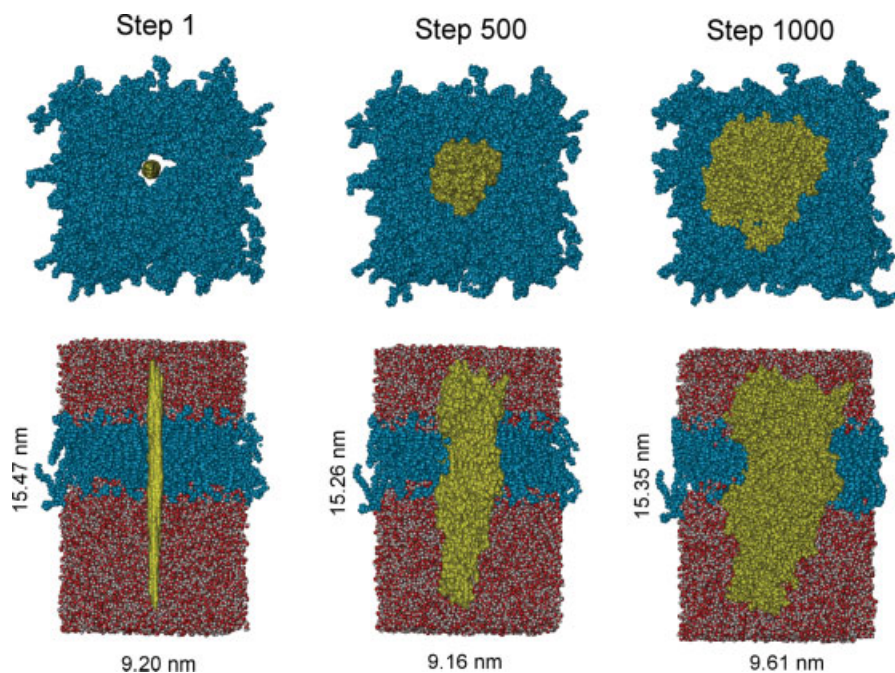 Step 1
Step 500
Step 1000
15.47 nm
15.26 nm
15.35 nm
9.20 nm
9.16 nm
9.61 nm